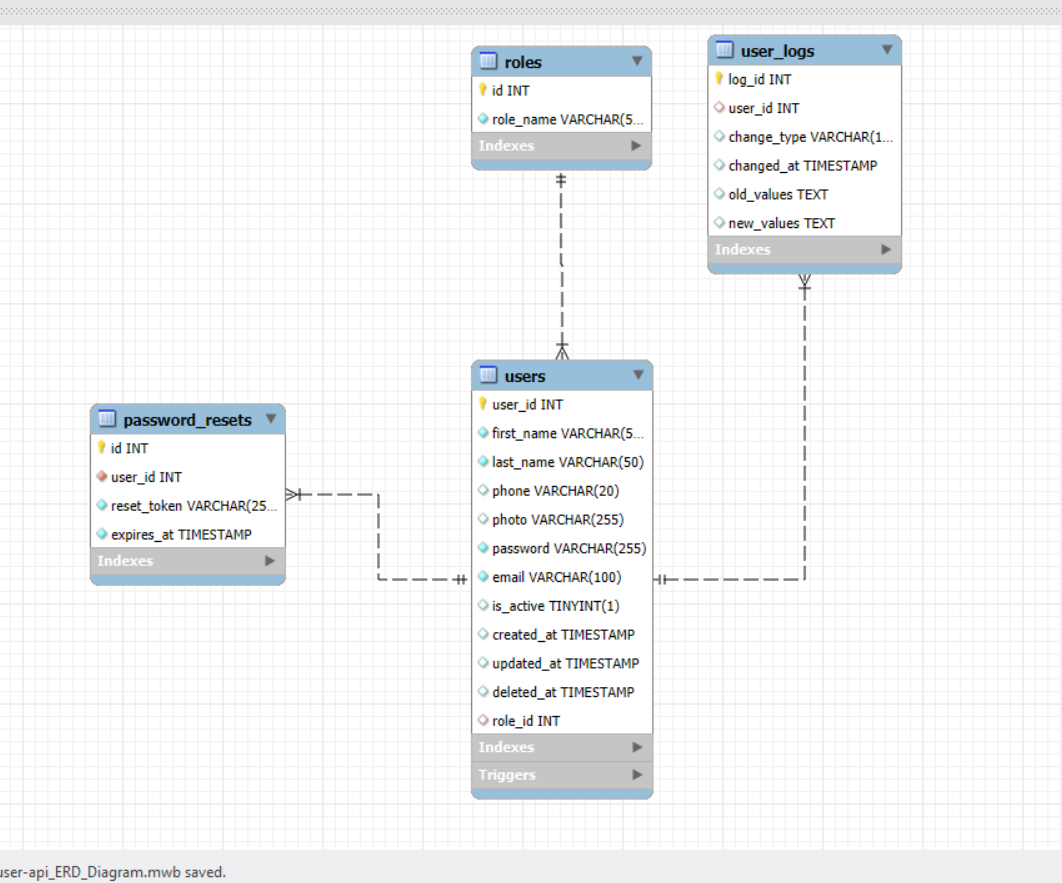 roles
id INT
role_name VARCHAR(5...
Indexes
user_logs
log_id INT
user_id INT
change_type VARCHAR(1...
changed_at TIMESTAMP
old_values TEXT
new_values TEXT
Indexes
password_resets
id INT
user_id INT
reset_token VARCHAR(25...
expires_at TIMESTAMP
Indexes
users
user_id INT
first_name VARCHAR(5...
last_name VARCHAR(50)
phone VARCHAR(20)
photo VARCHAR(255)
password VARCHAR(255)
email VARCHAR(100)
is_active TINYINT(1)
created_at TIMESTAMP
updated_at TIMESTAMP
deleted_at TIMESTAMP
role_id INT
Indexes
Triggers
user-api_ERD_Diagram.mwb saved.